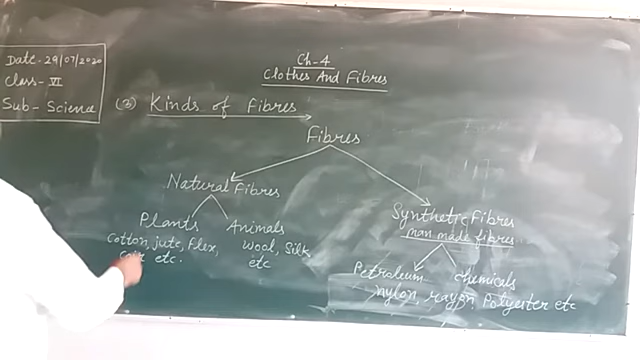 Date- 29/07/2020
Class- VI
Sub- Science
Ch-4
Clothes And Fibres
(3) Kinds of Fibres
Fibres
Natural Fibres
Synthetic Fibres
man made fibres
Plants
Animals
Cotton, jute, Flex,
Coir etc.
Wool, Silk
etc
Petroleum
chemicals
nylon, rayon, Polyester etc